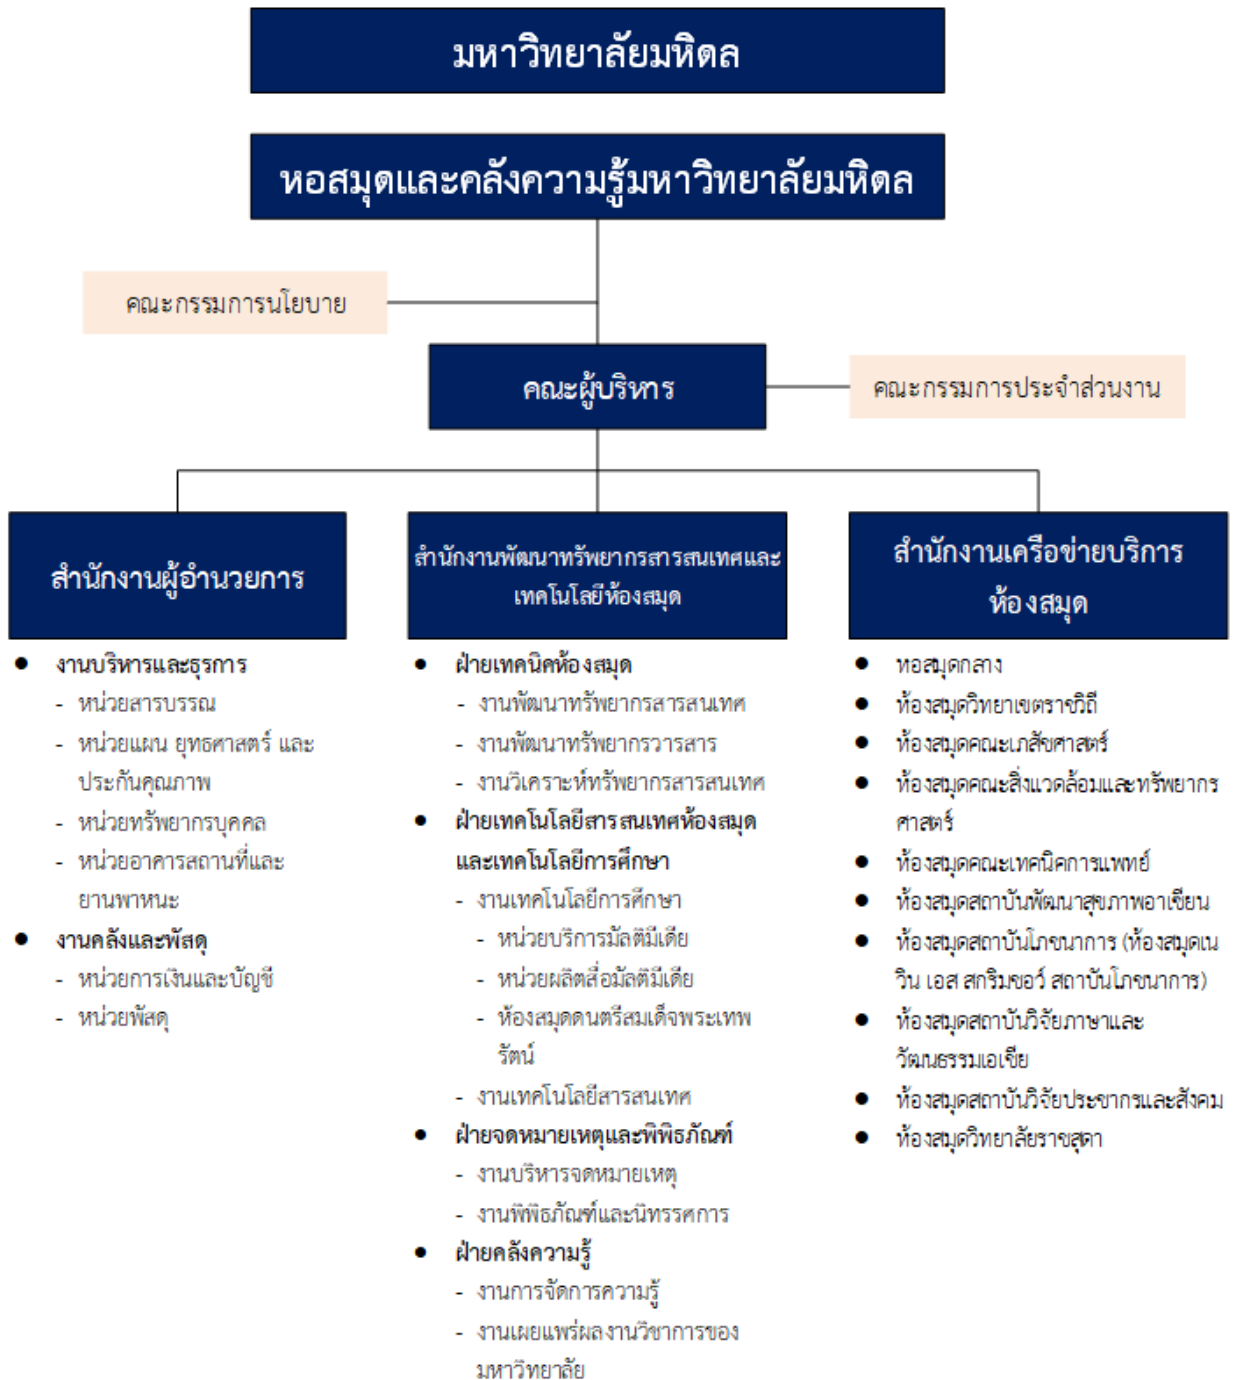 มหาวิทยาลัยมหิดล
หอสมุดและคลังความรู้มหาวิทยาลัยมหิดล
คณะกรรมการนโยบาย
คณะผู้บริหาร
คณะกรรมการประจำส่วนงาน
สำนักงานผู้อำนวยการ
● งานบริหารและธุรการ
- หน่วยสารบรรณ
- หน่วยแผน ยุทธศาสตร์ และ
ประกันคุณภาพ
- หน่วยทรัพยากรบุคคล
- หน่วยอาคารสถานที่และ
ยานพาหนะ
● งานคลังและพัสดุ
- หน่วยการเงินและบัญชี
- หน่วยพัสดุ
สำนักงานพัฒนาทรัพยากรสารสนเทศและ
เทคโนโลยีห้องสมุด
● ฝ่ายเทคนิคห้องสมุด
- งานพัฒนาทรัพยากรสารสนเทศ
- งานพัฒนาทรัพยากรวารสาร
- งานวิเคราะห์ทรัพยากรสารสนเทศ
● ฝ่ายเทคโนโลยีสารสนเทศห้องสมุด
และเทคโนโลยีการศึกษา
- งานเทคโนโลยีการศึกษา
- หน่วยบริการมัลติมีเดีย
- หน่วยผลิตสื่อมัลติมีเดีย
- ห้องสมุดดนตรีสมเด็จพระเทพ
รัตน์
- งานเทคโนโลยีสารสนเทศ
● ฝ่ายจดหมายเหตุและพิพิธภัณฑ์
- งานบริหารจดหมายเหตุ
- งานพิพิธภัณฑ์และนิทรรศการ
● ฝ่ายคลังความรู้
- งานการจัดการความรู้
- งานเผยแพร่ผลงานวิชาการของ
มหาวิทยาลัย
สำนักงานเครือข่ายบริการ
ห้องสมุด
● หอสมุดกลาง
● ห้องสมุดวิทยาเขตราชวิถี
● ห้องสมุดคณะเภสัชศาสตร์
● ห้องสมุดคณะสิ่งแวดล้อมและทรัพยากร
ศาสตร์
● ห้องสมุดคณะเทคนิคการแพทย์
● ห้องสมุดสถาบันพัฒนาสุขภาพอาเซียน
● ห้องสมุดสถาบันโภชนาการ (ห้องสมุดเน
วิน เอส สกริมชอว์ สถาบันโภชนาการ)
● ห้องสมุดสถาบันวิจัยภาษาและ
วัฒนธรรมเอเชีย
● ห้องสมุดสถาบันวิจัยประชากรและสังคม
● ห้องสมุดวิทยาลัยราชสุดา